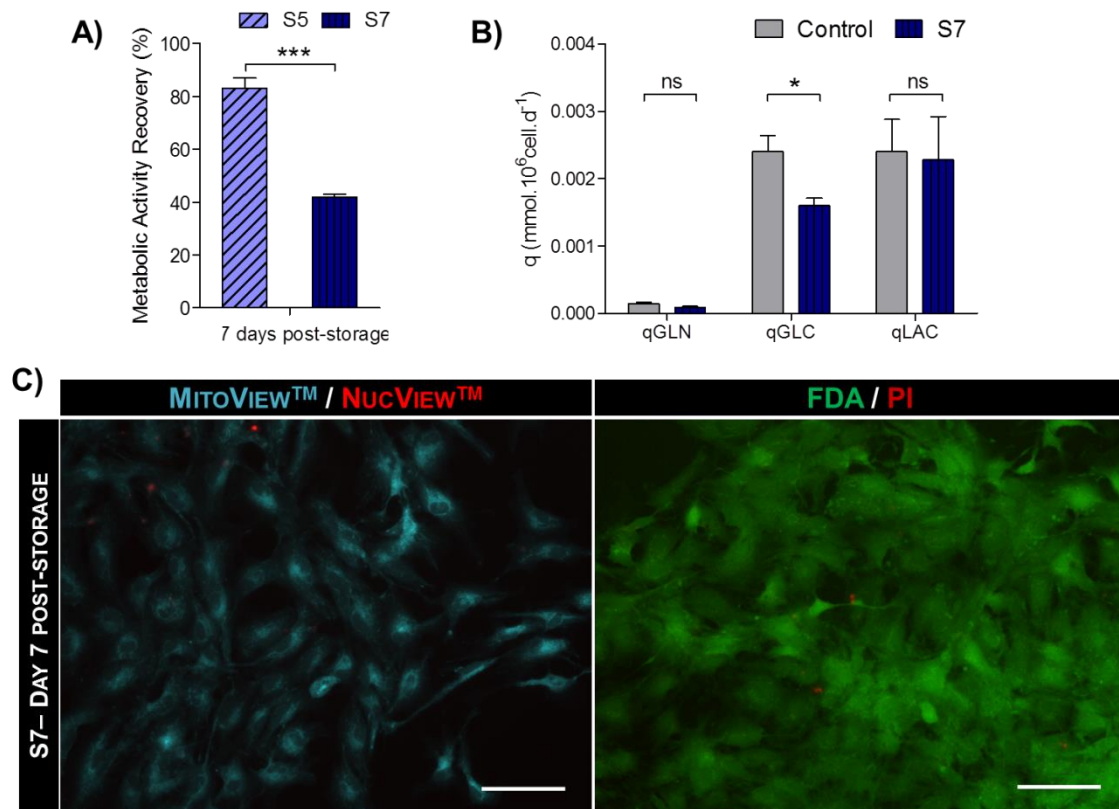 A)
S5 S7
Metabolic Activity Recovery (%)
100
80
60
40
20
0
***
7 days post-storage
B)
Control S7
q (mmol.10⁶cell.d⁻¹)
0.004
0.003
0.002
0.001
0.000
ns
*
ns
qGLN qGLC qLAC
C)
MITOVIEW™ / NUCVIEW™
FDA / PI
S7– DAY 7 POST-STORAGE